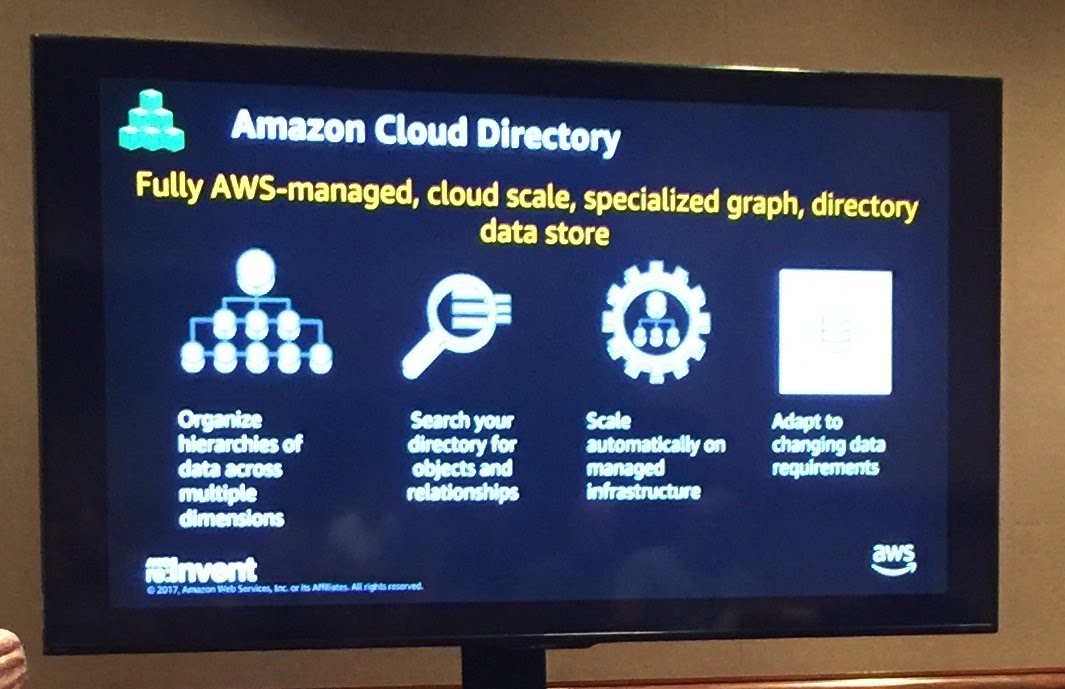 Amazon Cloud Directory
Fully AWS-managed, cloud scale, specialized graph, directory
data store
Organize
hierarchies of
data across
multiple
dimensions
Search your
directory for
objects and
relationships
Scale
automatically on
managed
infrastructure
Adapt to
changing data
requirements
re:Invent
aws
© 2017, Amazon Web Services, Inc. or its Affiliates. All rights reserved.